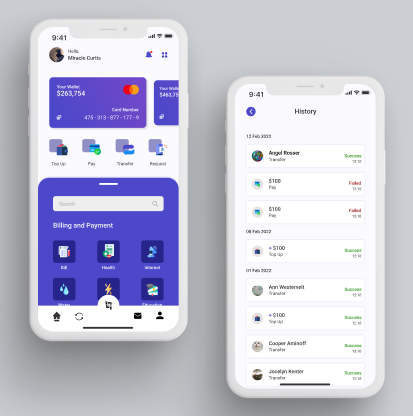 9:41
Hello,
Miracle Curtis
Your Wallet
$263,754
Card Number
475 - 313 - 877 - 177 - 9
Your Wallet
Top Up
Pay
Transfer
Request
Search
Billing and Payment
Bill
Health
Internet
Water
Education
9:41
History
12 Feb 2022
Angel Rosser
Success
Transfer
12:10
$100
Failed
Pay
12:10
$100
Failed
Pay
12:10
08 Feb 2022
+ $100
Success
Top Up
12:10
01 Feb 2022
Ann Westervelt
Success
Transfer
12:10
+ $100
Success
Top Up
12:10
Cooper Aminoff
Success
Transfer
12:10
Jocelyn Kenter
Success
Transfer
12:10